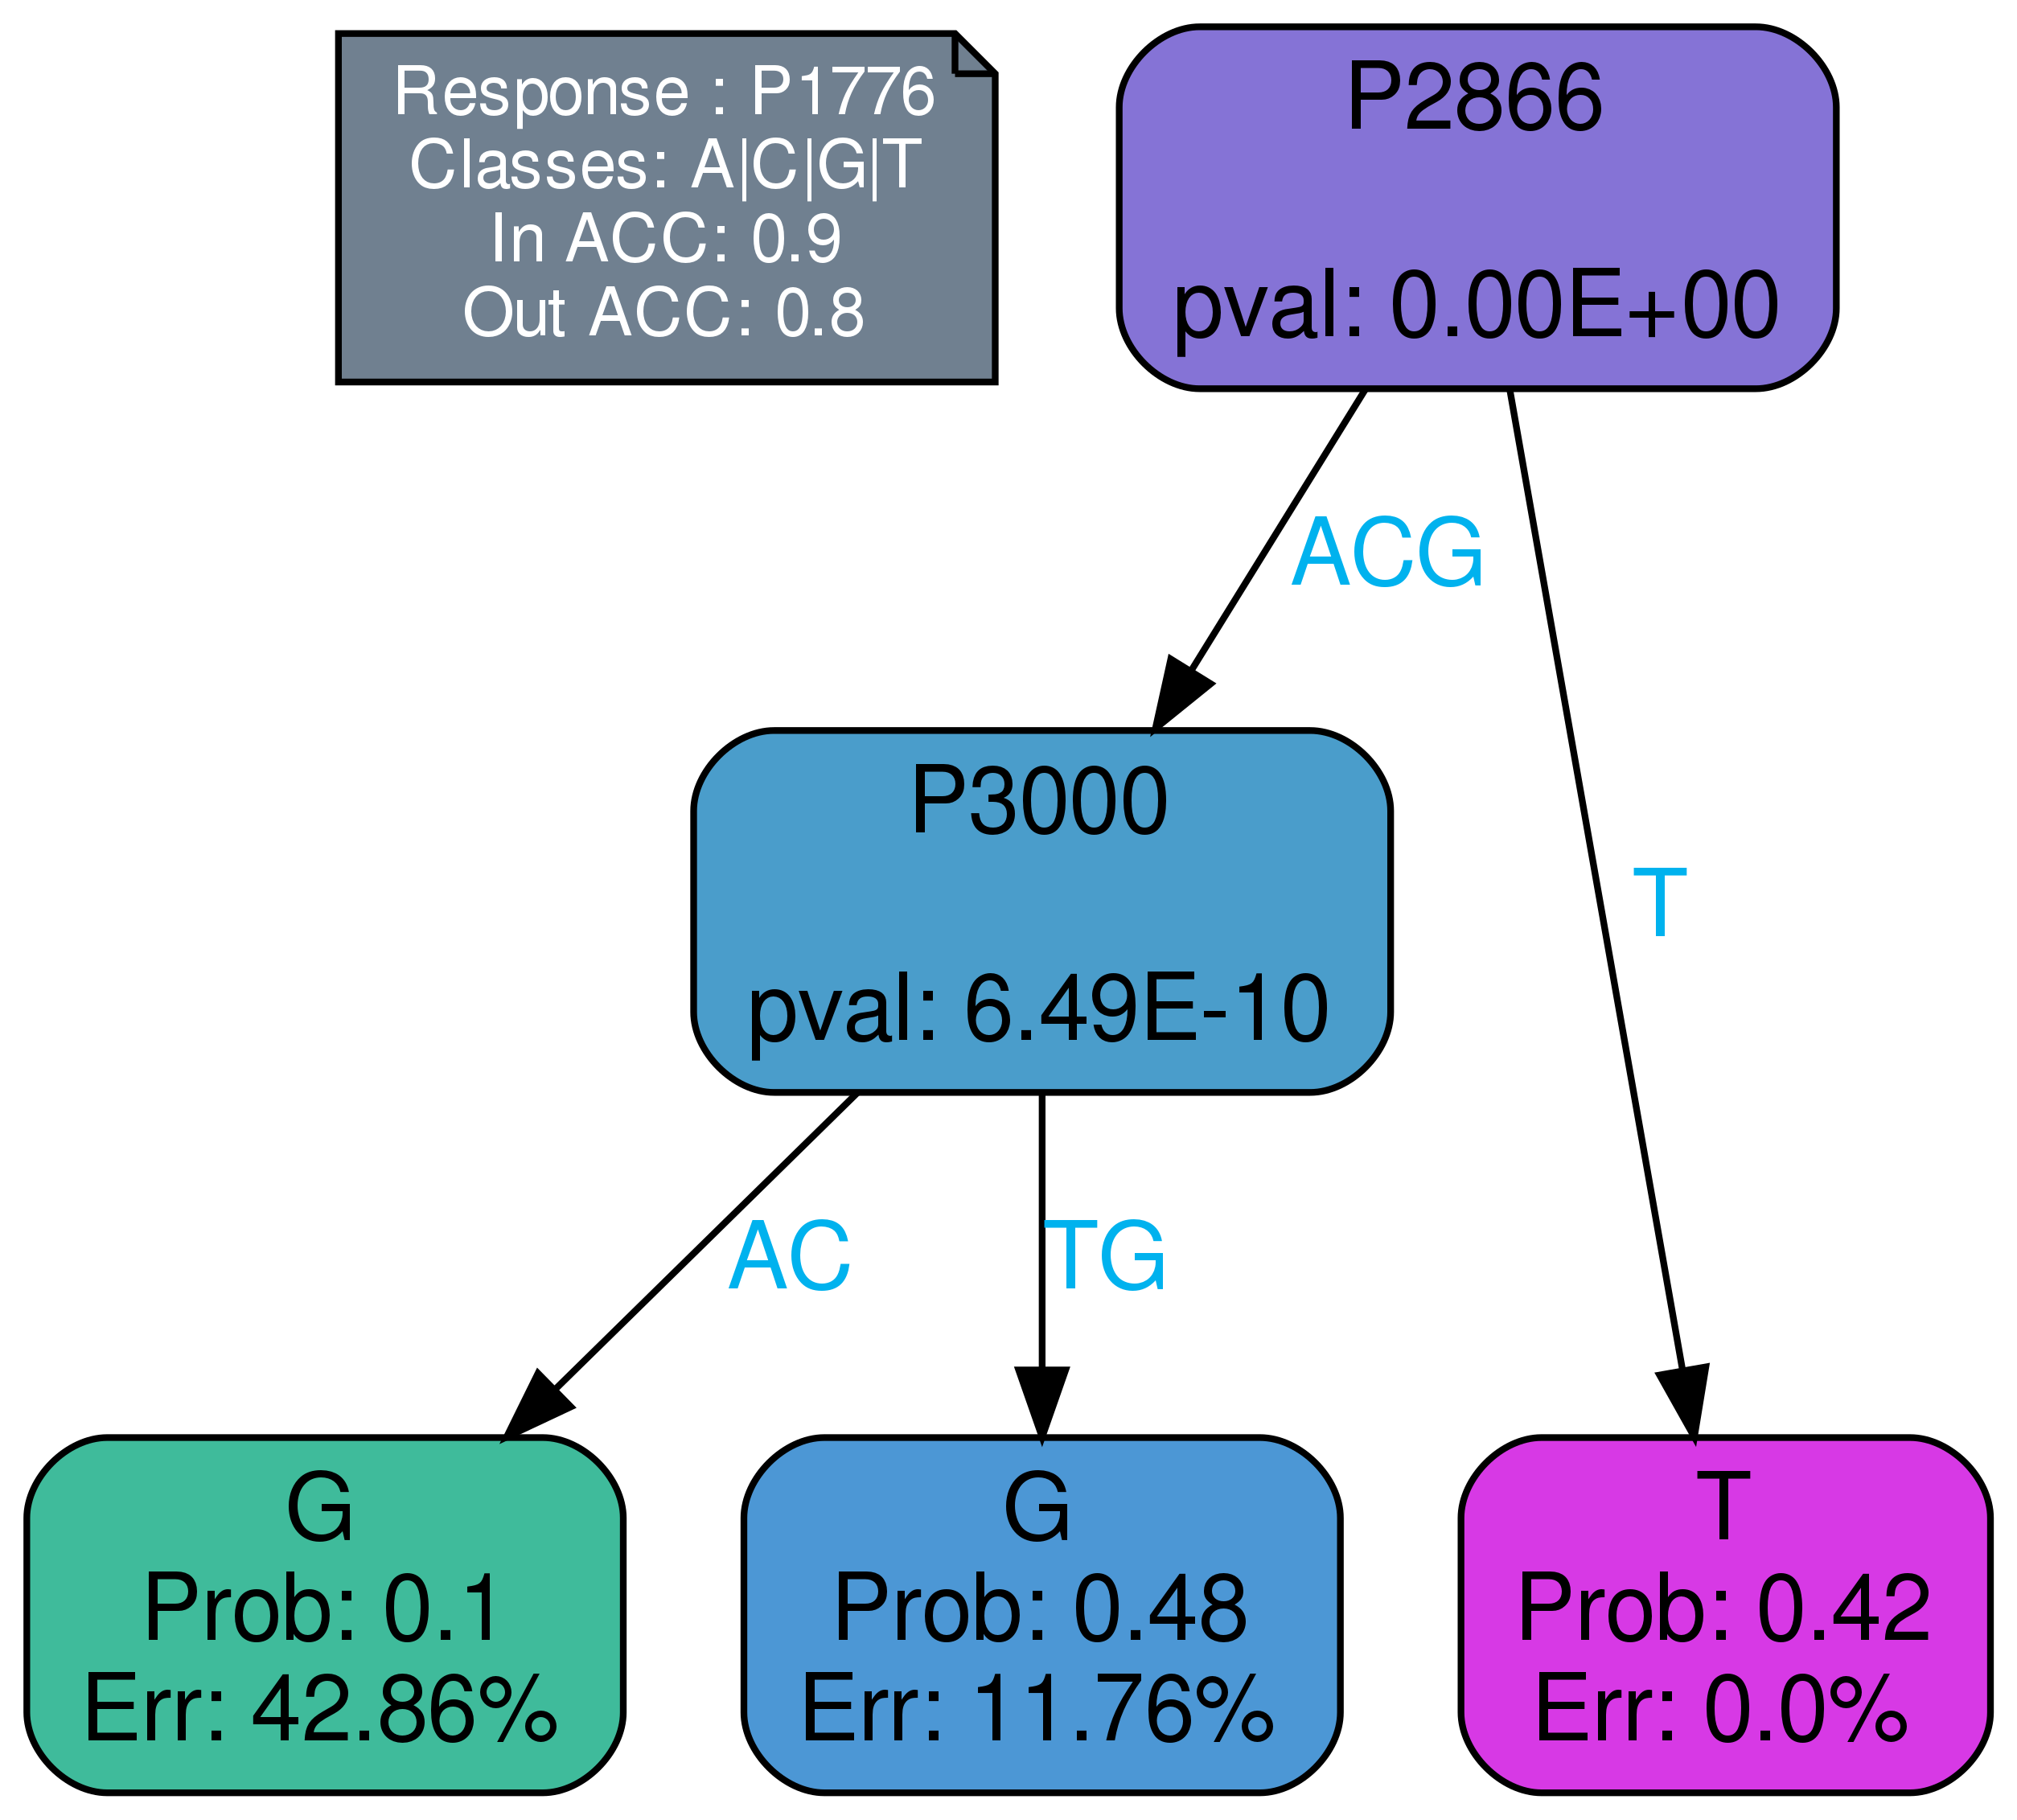 Response : P1776
Classes: A|C|G|T
In ACC: 0.9
Out ACC: 0.8
P2866
pval: 0.00E+00
ACG
T
P3000
pval: 6.49E-10
AC
TG
G
Prob: 0.1
Err: 42.86%
G
Prob: 0.48
Err: 11.76%
T
Prob: 0.42
Err: 0.0%